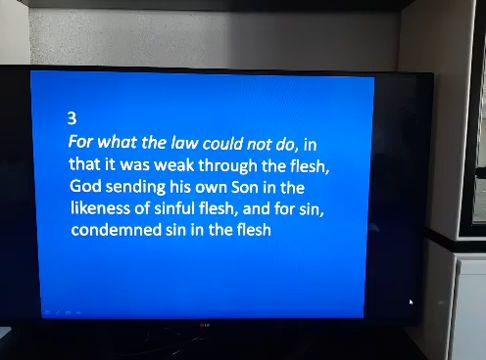 3
For what the law could not do, in
that it was weak through the flesh,
God sending his own Son in the
likeness of sinful flesh, and for sin,
condemned sin in the flesh
LG